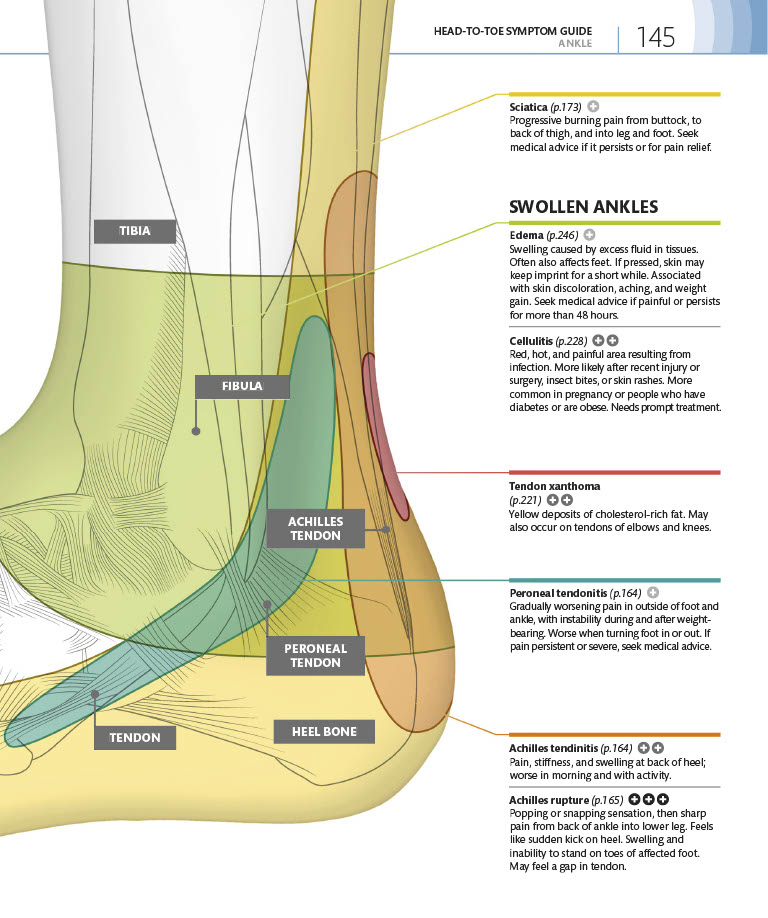 HEAD-TO-TOE SYMPTOM GUIDE
ANKLE
145
Sciatica (p.173)
Progressive burning pain from buttock, to
back of thigh, and into leg and foot. Seek
medical advice if it persists or for pain relief.
SWOLLEN ANKLES
Edema (p.246)
Swelling caused by excess fluid in tissues.
Often also affects feet. If pressed, skin may
keep imprint for a short while. Associated
with skin discoloration, aching, and weight
gain. Seek medical advice if painful or persists
for more than 48 hours.
Cellulitis (p.228)
Red, hot, and painful area resulting from
infection. More likely after recent injury or
surgery, insect bites, or skin rashes. More
common in pregnancy or people who have
diabetes or are obese. Needs prompt treatment.
Tendon xanthoma
(p.221)
Yellow deposits of cholesterol-rich fat. May
also occur on tendons of elbows and knees.
Peroneal tendonitis (p.164)
Gradually worsening pain in outside of foot and
ankle, with instability during and after weight-
bearing. Worse when turning foot in or out. If
pain persistent or severe, seek medical advice.
Achilles tendinitis (p.164)
Pain, stiffness, and swelling at back of heel;
worse in morning and with activity.
Achilles rupture (p.165)
Popping or snapping sensation, then sharp
pain from back of ankle into lower leg. Feels
like sudden kick on heel. Swelling and
inability to stand on toes of affected foot.
May feel a gap in tendon.
TIBIA
FIBULA
ACHILLES
TENDON
PERONEAL
TENDON
TENDON
HEEL BONE